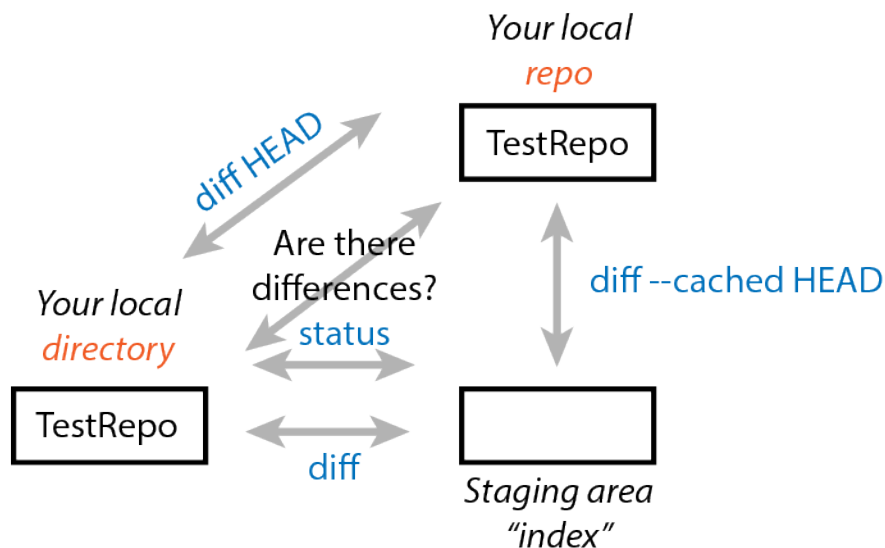 Your local
repo
TestRepo
diff HEAD
Are there
differences?
status
diff --cached HEAD
Your local
directory
TestRepo
diff
Staging area
“index”